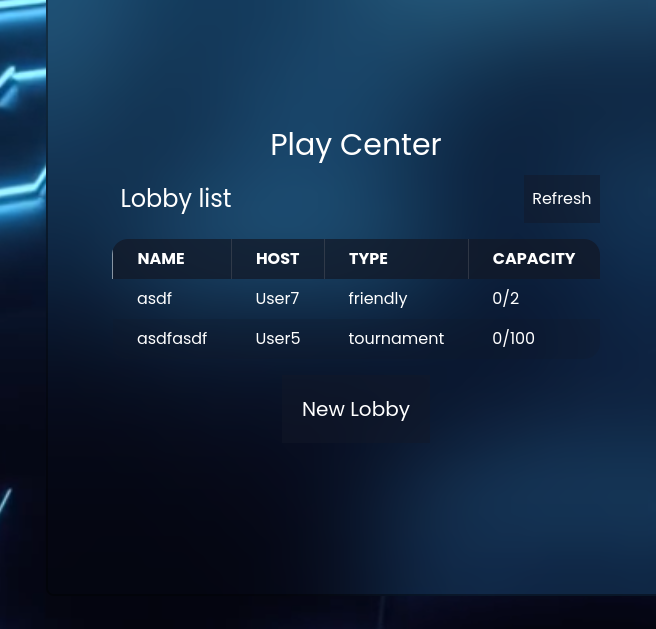 Play Center
Lobby list Refresh
NAME HOST TYPE CAPACITY
asdf User7 friendly 0/2
asdfasdf User5 tournament 0/100
New Lobby